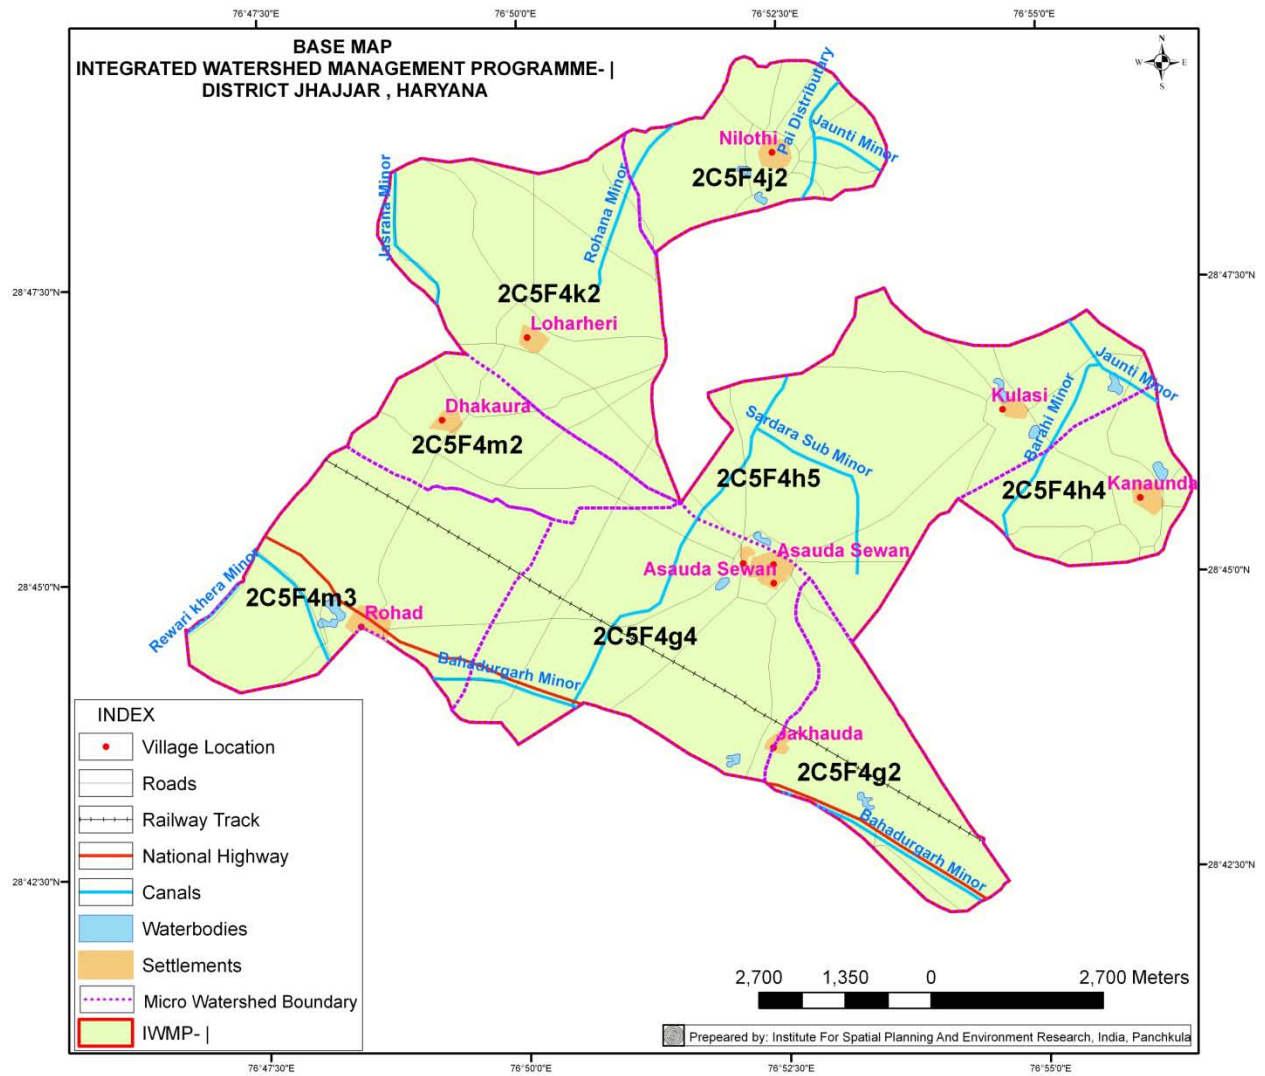 76°47'30"E 76°50'0"E 76°52'30"E 76°55'0"E
BASE MAP
INTEGRATED WATERSHED MANAGEMENT PROGRAMME- |
DISTRICT JHAJJAR , HARYANA
N
W E
S
Pai Distributary
Jaunti Minor
Nilothi
2C5F4j2
Jasrana Minor
Rohana Minor
28°47'30"N
28°47'30"N
2C5F4k2
Loharheri
Jaunti Minor
Kulasi
Barahi Minor
Dhakaura
2C5F4m2
Sardara Sub Minor
2C5F4h5
2C5F4h4
Kanaunda
Asauda Sewan
Asauda Sewan
28°45'0"N
28°45'0"N
Rewari khera Minor
2C5F4m3
Rohad
2C5F4g4
Bahadurgarh Minor
Jakhauda
2C5F4g2
Bahadurgarh Minor
28°42'30"N
28°42'30"N
INDEX
Village Location
Roads
Railway Track
National Highway
Canals
Waterbodies
Settlements
Micro Watershed Boundary
IWMP- |
2,700 1,350 0 2,700 Meters
Prepeared by: Institute For Spatial Planning And Environment Research, India, Panchkula
76°47'30"E 76°50'0"E 76°52'30"E 76°55'0"E